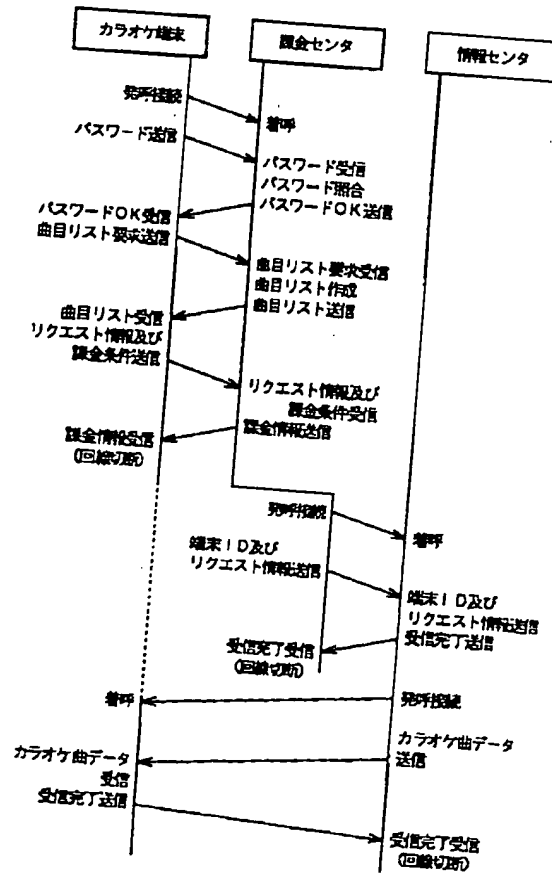 カラオケ端末
課金センタ
情報センタ
発呼接続
着呼
パスワード送信
パスワード受信
パスワード照合
パスワードOK送信
パスワードOK受信
曲目リスト要求送信
曲目リスト要求受信
曲目リスト作成
曲目リスト送信
曲目リスト受信
リクエスト情報及び
課金条件送信
リクエスト情報及び
課金条件受信
課金情報送信
課金情報受信
(回線切断)
発呼接続
着呼
端末ID及び
リクエスト情報送信
端末ID及び
リクエスト情報送信
受信完了送信
受信完了受信
(回線切断)
発呼接続
着呼
カラオケ曲データ
送信
カラオケ曲データ
受信
受信完了送信
受信完了受信
(回線切断)